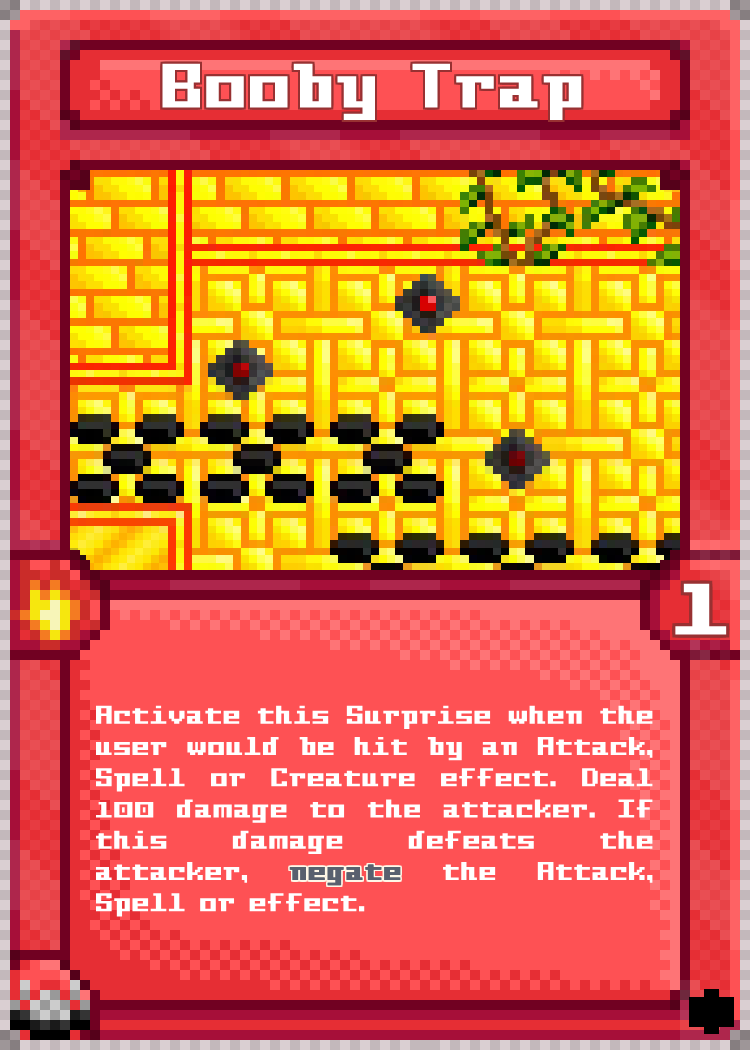 Booby Trap
1
Activate this Surprise when the
user would be hit by an Attack,
Spell or Creature effect. Deal
100 damage to the attacker. If
this damage defeats the
attacker, negate the Attack,
Spell or effect.